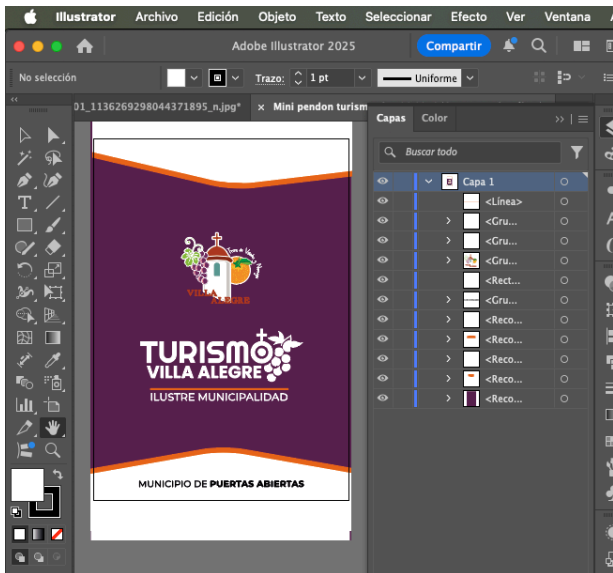 Illustrator Archivo Edición Objeto Texto Seleccionar Efecto Ver Ventana
Adobe Illustrator 2025 Compartir
No selección Trazo: 1 pt Uniforme
01_1136269298044371895_n.jpg* × Mini pendon turism
Capas Color
Buscar todo
Capa 1
<Línea>
<Gru...
<Gru...
<Gru...
<Rect...
<Gru...
<Reco...
<Reco...
<Reco...
<Reco...
<Reco...
VILLA ALEGRE
TURISMO
VILLA ALEGRE
ILUSTRE MUNICIPALIDAD
MUNICIPIO DE PUERTAS ABIERTAS